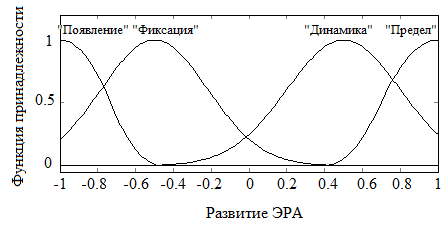 "Появление" "Фиксация" "Динамика" "Предел"
Функция принадлежности
1
0.5
0
-1 -0.8 -0.6 -0.4 -0.2 0 0.2 0.4 0.6 0.8 1
Развитие ЭРА